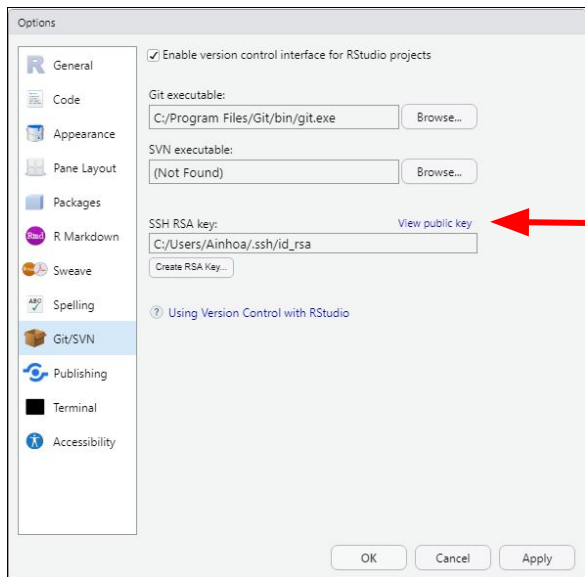 Options
General
Code
Appearance
Pane Layout
Packages
Rmd R Markdown
Sweave
ABC Spelling
Git/SVN
Publishing
Terminal
Accessibility
Enable version control interface for RStudio projects
Git executable:
C:/Program Files/Git/bin/git.exe Browse...
SVN executable:
(Not Found) Browse...
SSH RSA key: View public key
C:/Users/Ainhoa/.ssh/id_rsa
Create RSA Key...
? Using Version Control with RStudio
OK Cancel Apply